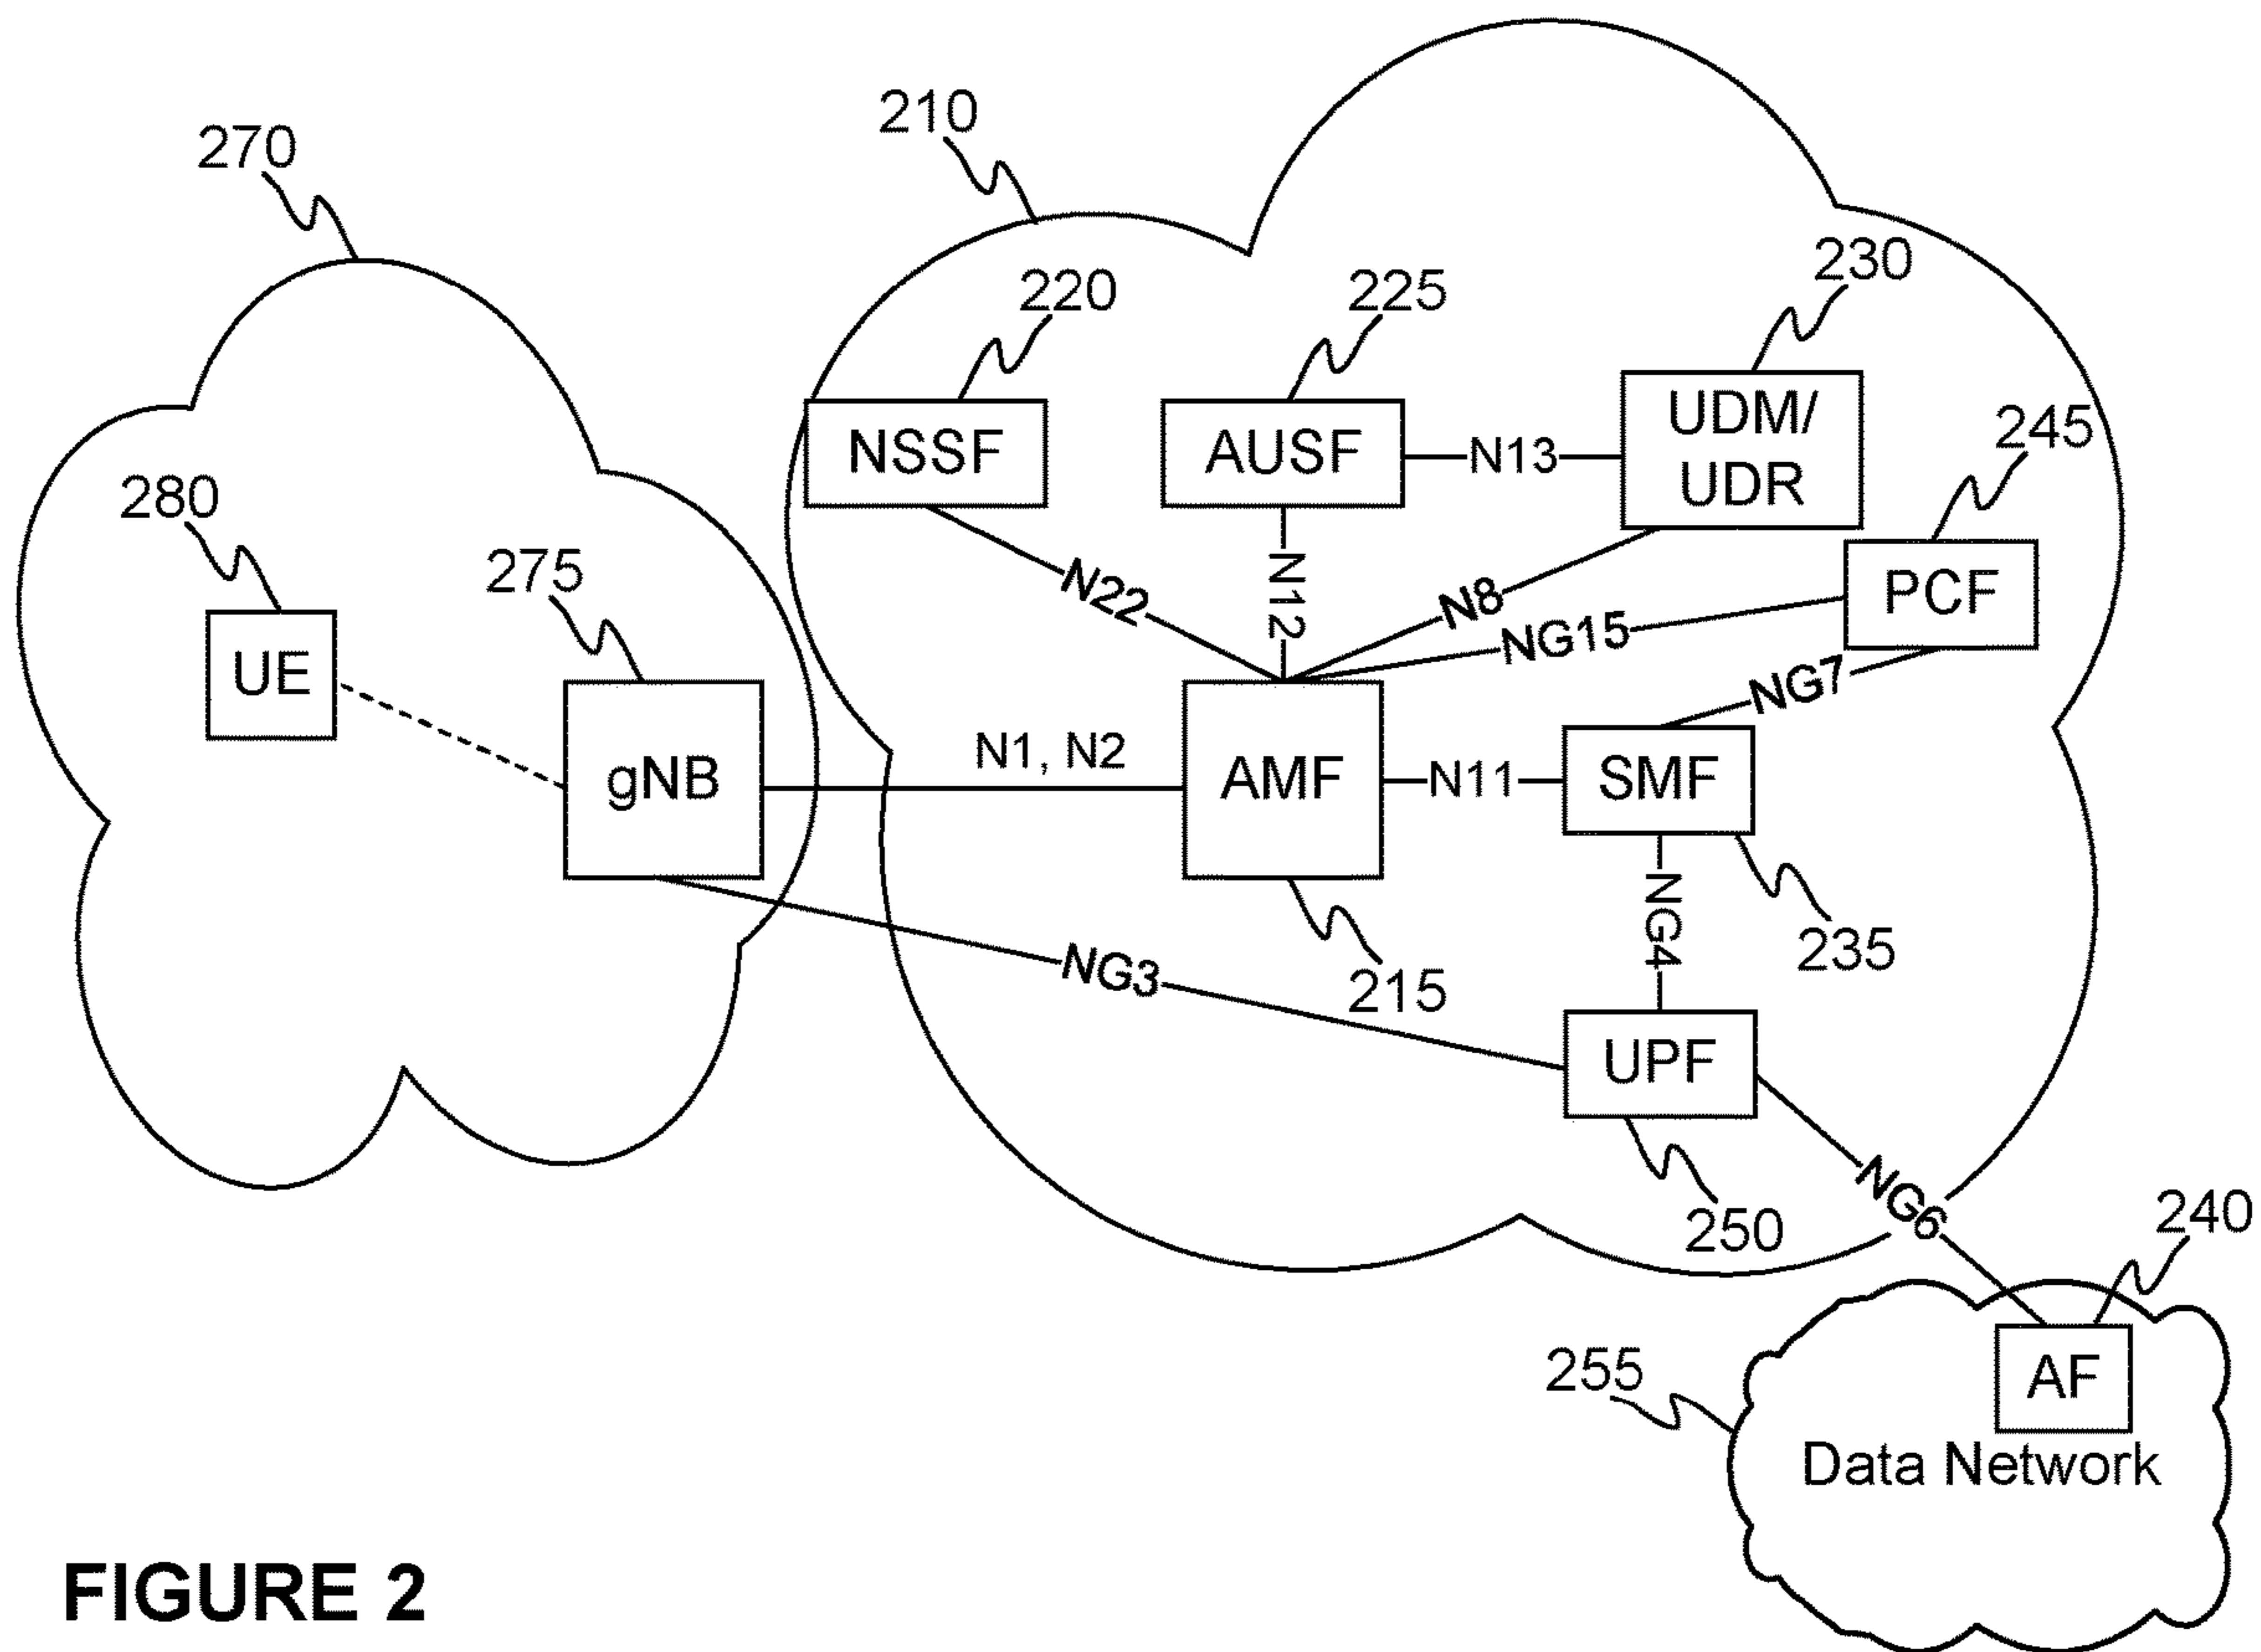 210
270
230
220
225
245
NSSF
AUSF
N13
UDM/
UDR
280
275
N22
N12
N8
PCF
NG15
UE
NG7
gNB
N1, N2
AMF
N11
SMF
NG4
235
NG3
215
UPF
250
NG6
240
255
AF
Data Network
FIGURE 2